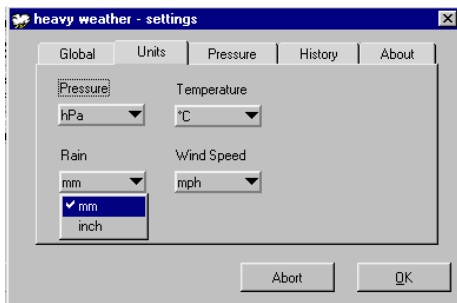 heavy weather - settings
Global Units Pressure History About
Pressure Temperature
hPa °C
Rain Wind Speed
mm mph
mm
inch
Abort OK